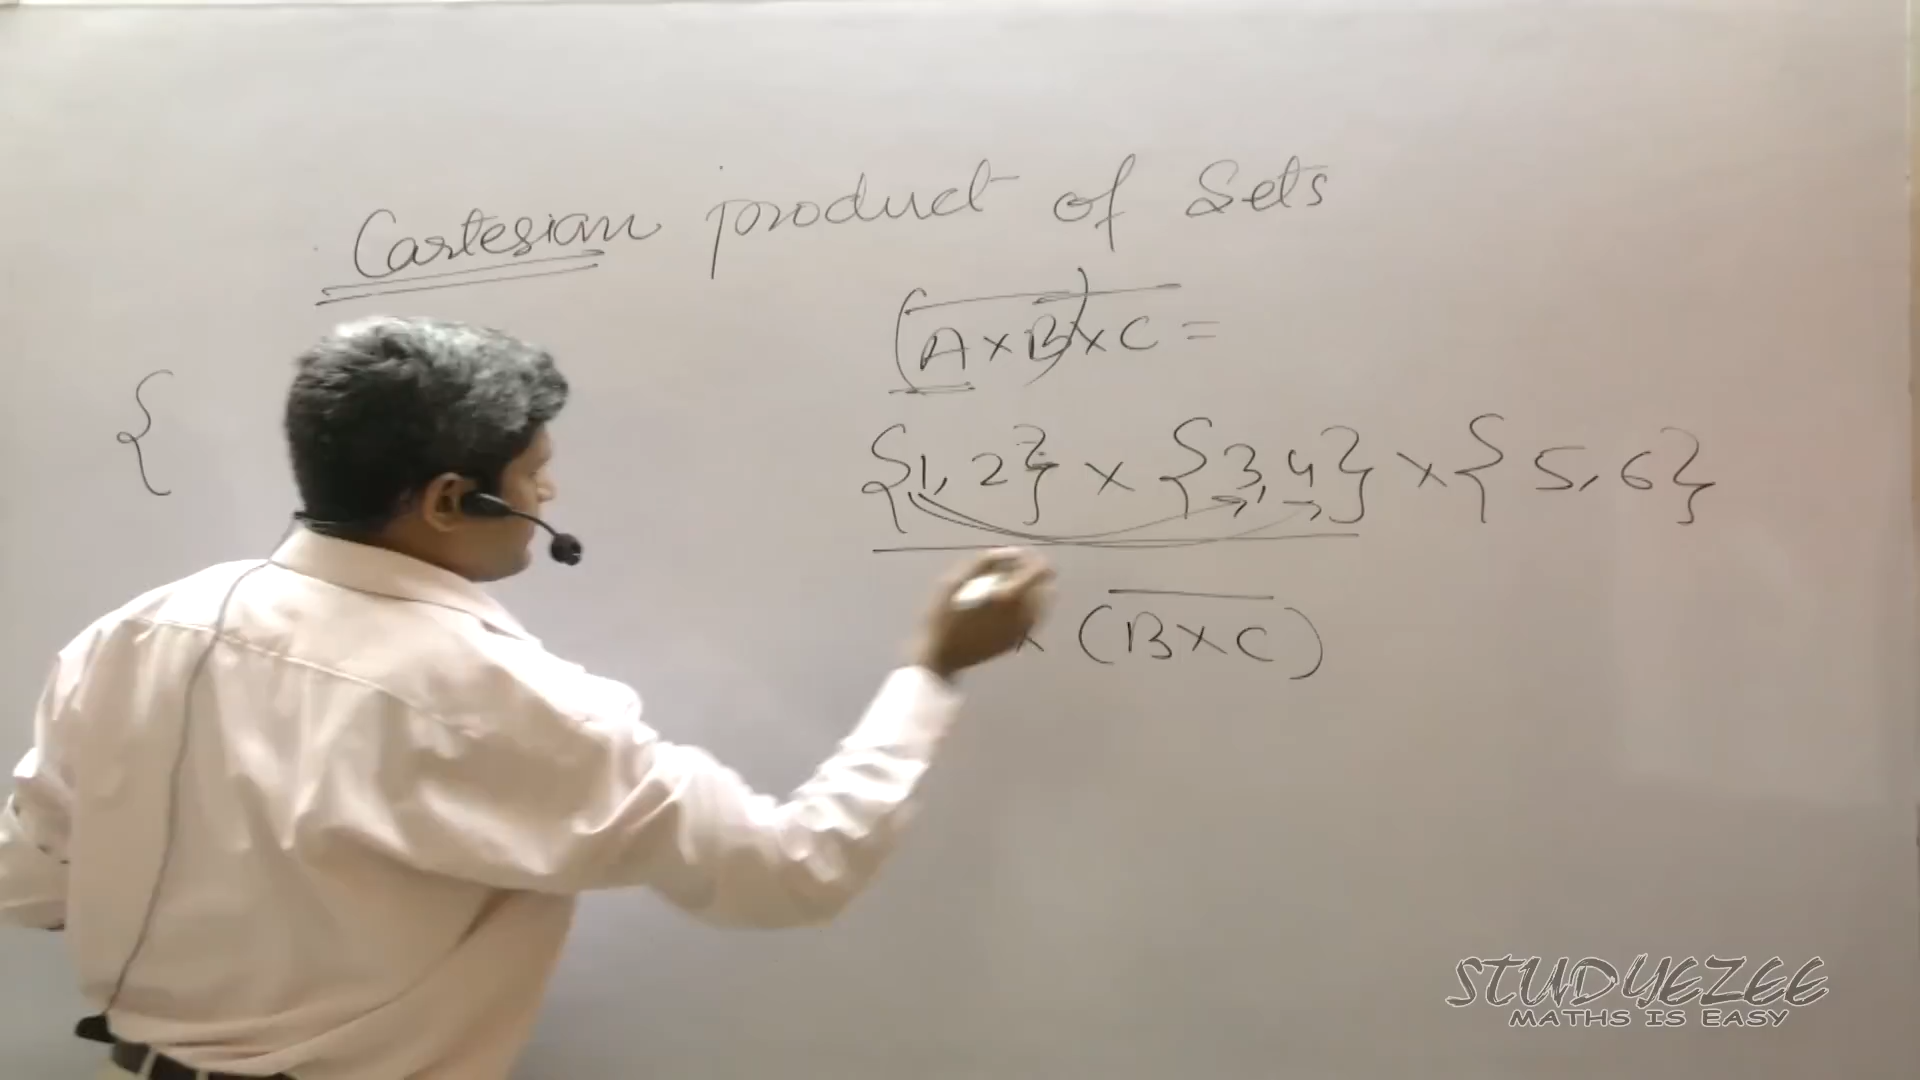 Cartesian product of Sets
(A × B) × C =
{
{1, 2} × {3, 4} × {5, 6}
× (B × C)
STUDYEZEE
MATHS IS EASY